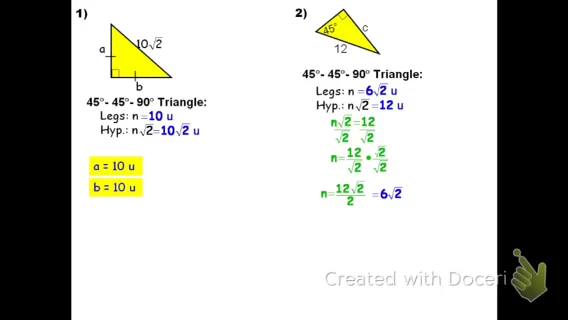 1)
10√2
a
b
45°- 45°- 90° Triangle:
Legs: n =10 u
Hyp.: n√2=10√2 u
a = 10 u
b = 10 u
2)
45°
c
12
45°- 45°- 90° Triangle:
Legs: n =6√2 u
Hyp.: n√2 =12 u
n√2 = 12
√2 √2
n= 12/√2 • √2/√2
n= 12√2/2 =6√2
Created with Doceri